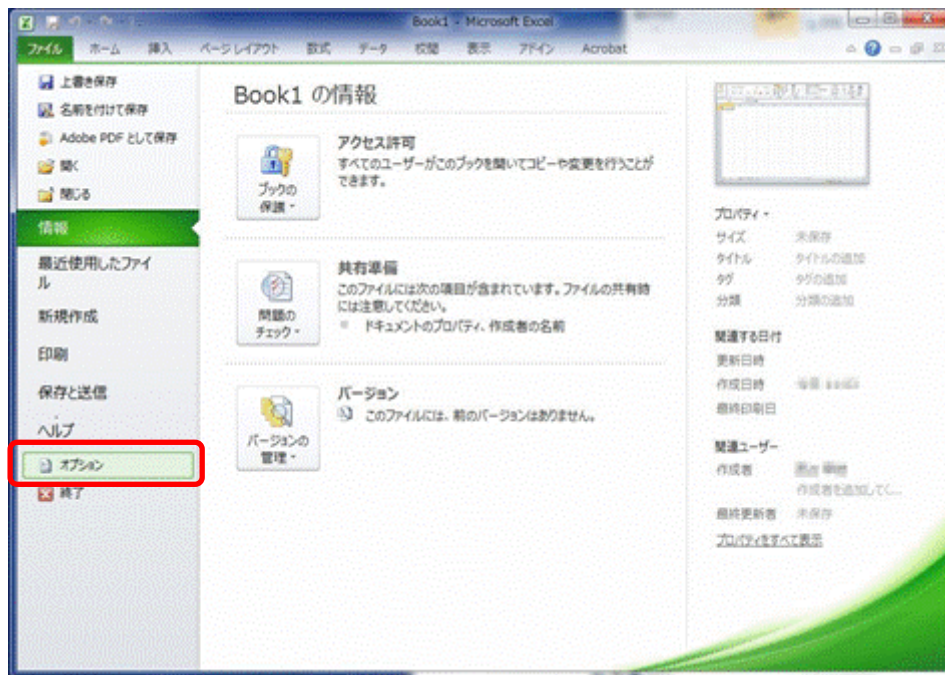 Book1 - Microsoft Excel
ファイル ホーム 挿入 ページ レイアウト 数式 データ 校閲 表示 アドイン Acrobat
上書き保存
名前を付けて保存
Adobe PDF として保存
開く
閉じる
情報
最近使用したファイ
ル
新規作成
印刷
保存と送信
ヘルプ
オプション
終了
Book1 の情報
ブックの
保護
アクセス許可
すべてのユーザーがこのブックを開いてコピーや変更を行うことが
できます。
問題の
チェック
共有準備
このファイルには次の項目が含まれています。ファイルの共有時
には注意してください。
ドキュメントのプロパティ、作成者の名前
バージョンの
管理
バージョン
このファイルには、前のバージョンはありません。
プロパティ
サイズ 未保存
タイトル タイトルの追加
タグ タグの追加
分類 分類の追加
関連する日付
更新日時
作成日時
最終印刷日
関連ユーザー
作成者
作成者を追加してく...
最終更新者 未保存
プロパティをすべて表示